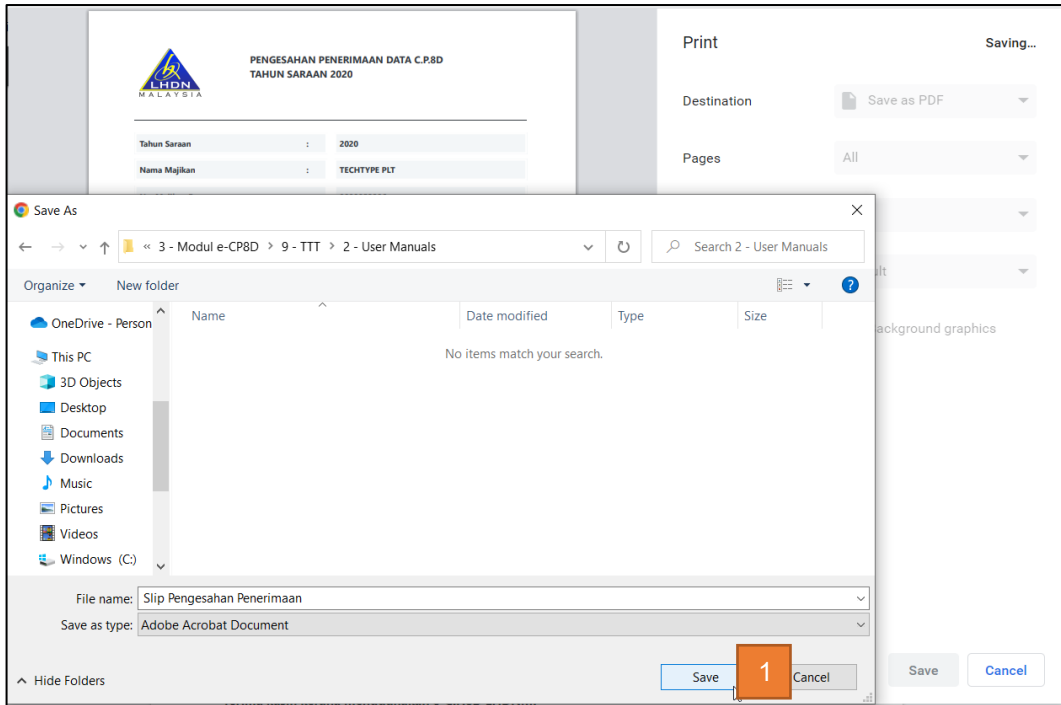 PENGESAHAN PENERIMAAN DATA C.P.8D
TAHUN SARAAN 2020
LHDN
MALAYSIA
Tahun Saraan : 2020
Nama Majikan : TECHTYPE PLT
Print Saving...
Destination Save as PDF
Pages All
Save As
« 3 - Modul e-CP8D > 9 - TTT > 2 - User Manuals
Search 2 - User Manuals
Organize New folder
ult
ackground graphics
Name Date modified Type Size
No items match your search.
OneDrive - Person
This PC
3D Objects
Desktop
Documents
Downloads
Music
Pictures
Videos
Windows (C:)
File name: Slip Pengesahan Penerimaan
Save as type: Adobe Acrobat Document
Hide Folders
Save 1 Cancel
Save Cancel